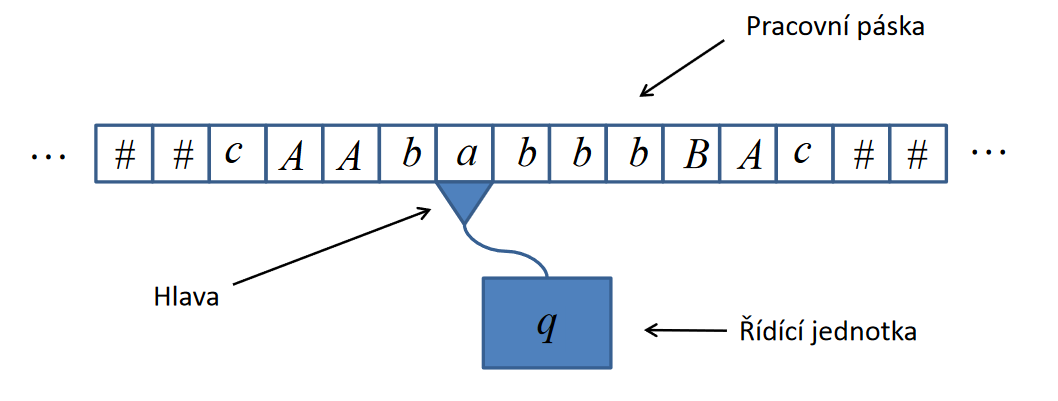 Pracovní páska
… # # c A A b a b b b B A c # # …
Hlava
q
Řídící jednotka